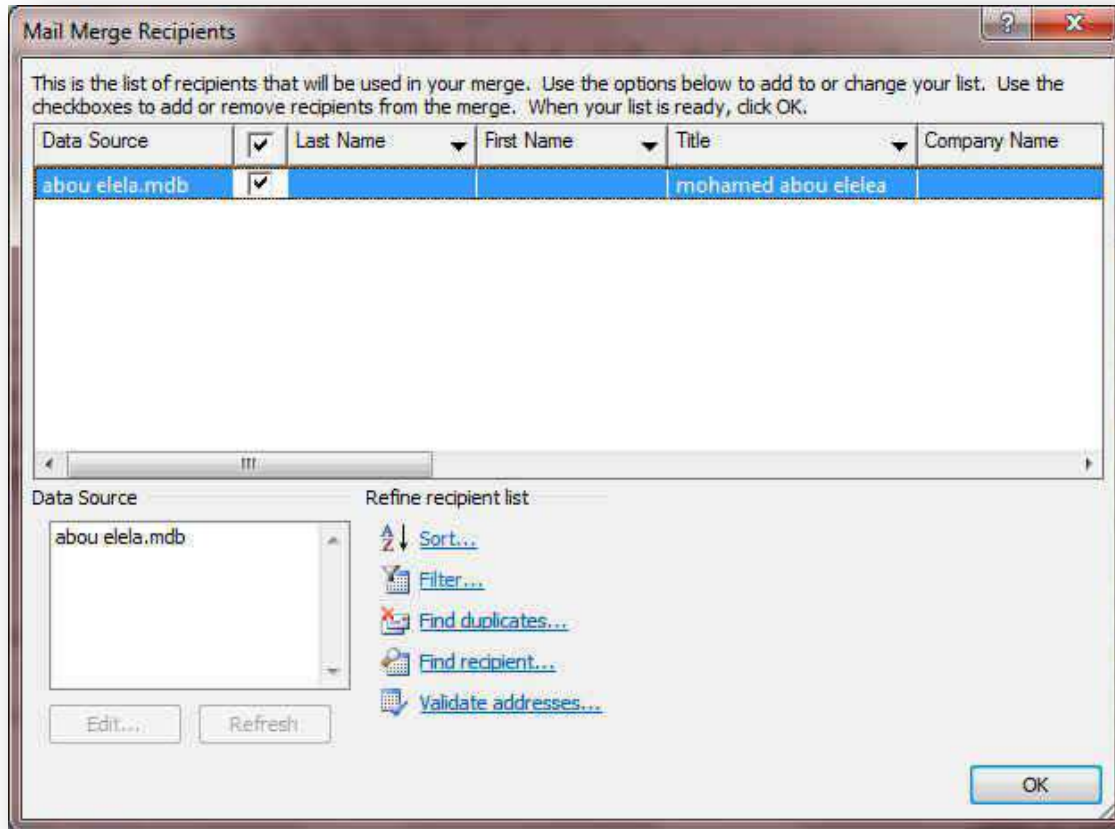 Mail Merge Recipients
This is the list of recipients that will be used in your merge. Use the options below to add to or change your list. Use the
checkboxes to add or remove recipients from the merge. When your list is ready, click OK.
Data Source Last Name First Name Title Company Name
abou elela.mdb mohamed abou elelea
Data Source Refine recipient list
abou elela.mdb
Sort...
Filter...
Find duplicates...
Find recipient...
Validate addresses...
Edit... Refresh
OK